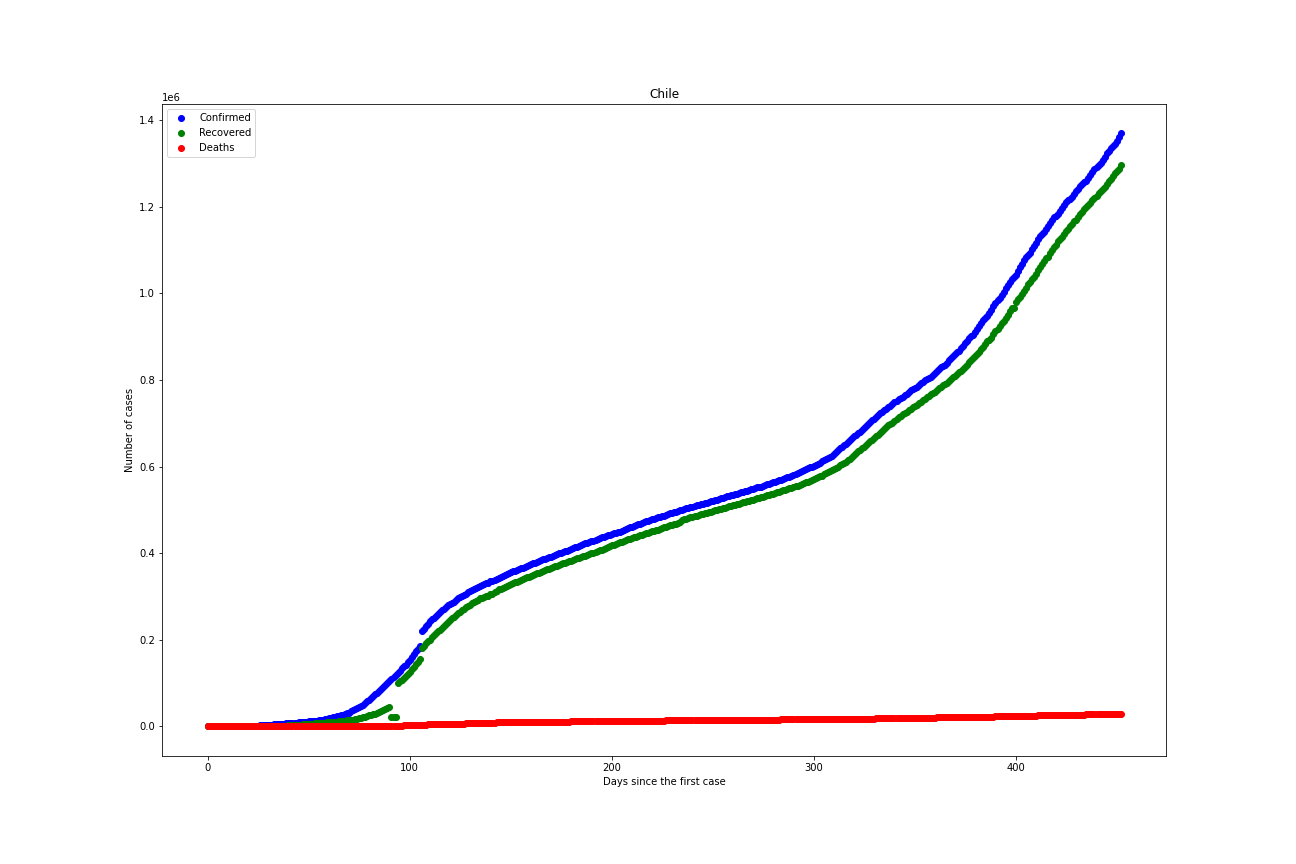 Chile
1e6
Confirmed
Recovered
Deaths
1.4
1.2
1.0
0.8
0.6
0.4
0.2
0.0
Number of cases
0 100 200 300 400
Days since the first case